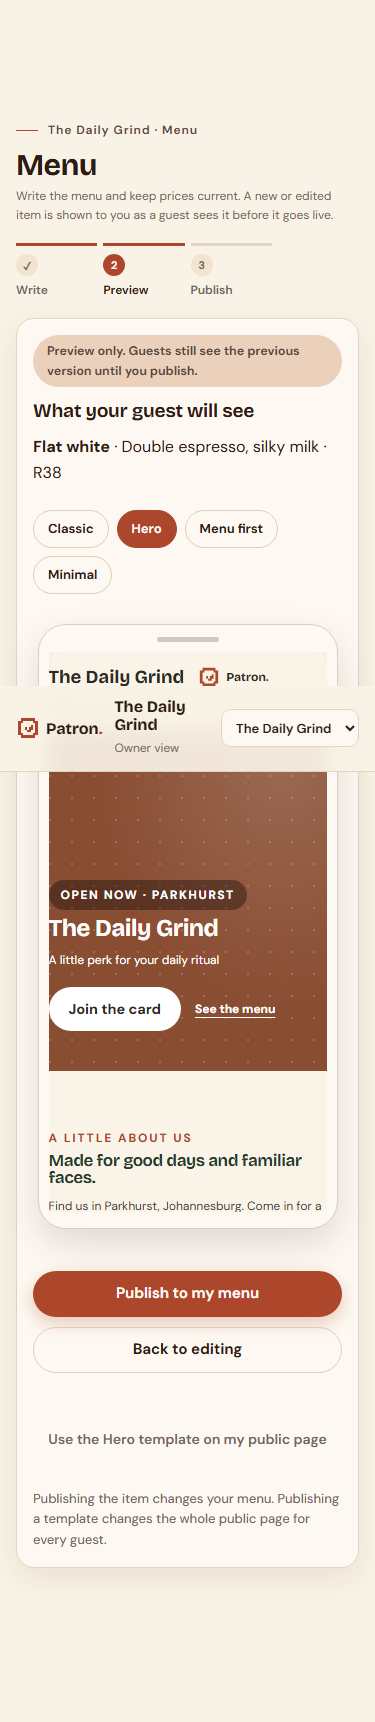 The Daily Grind · Menu
Menu
Write the menu and keep prices current. A new or edited
item is shown to you as a guest sees it before it goes live.
✓
2
3
Write
Preview
Publish
Preview only. Guests still see the previous
version until you publish.
What your guest will see
Flat white · Double espresso, silky milk ·
R38
Classic
Hero
Menu first
Minimal
The Daily Grind
Patron.
Patron.
The Daily
Grind
Owner view
The Daily Grind
OPEN NOW · PARKHURST
The Daily Grind
A little perk for your daily ritual
Join the card
See the menu
A LITTLE ABOUT US
Made for good days and familiar
faces.
Find us in Parkhurst, Johannesburg. Come in for a
Publish to my menu
Back to editing
Use the Hero template on my public page
Publishing the item changes your menu. Publishing
a template changes the whole public page for
every guest.